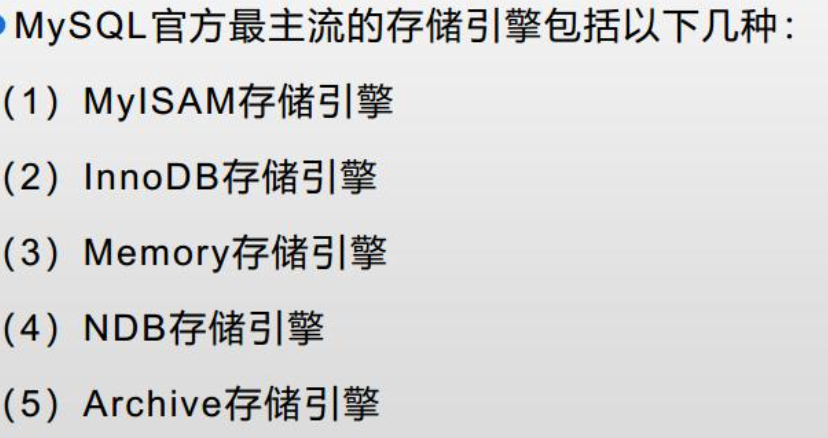 MySQL官方最主流的存储引擎包括以下几种：
（1）MyISAM存储引擎
（2）InnoDB存储引擎
（3）Memory存储引擎
（4）NDB存储引擎
（5）Archive存储引擎